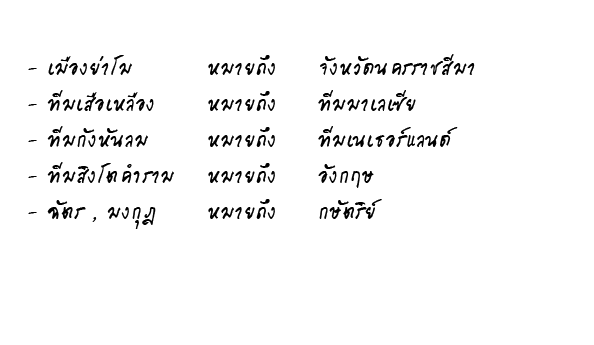 - เมืองย่าโม หมายถึง จังหวัดนครราชสีมา
- ทีมเสือเหลือง หมายถึง ทีมมาเลเซีย
- ทีมกังหันลม หมายถึง ทีมเนเธอร์แลนด์
- ทีมสิงโตคำราม หมายถึง อังกฤษ
- ฉัตร , มงกุฎ หมายถึง กษัตริย์